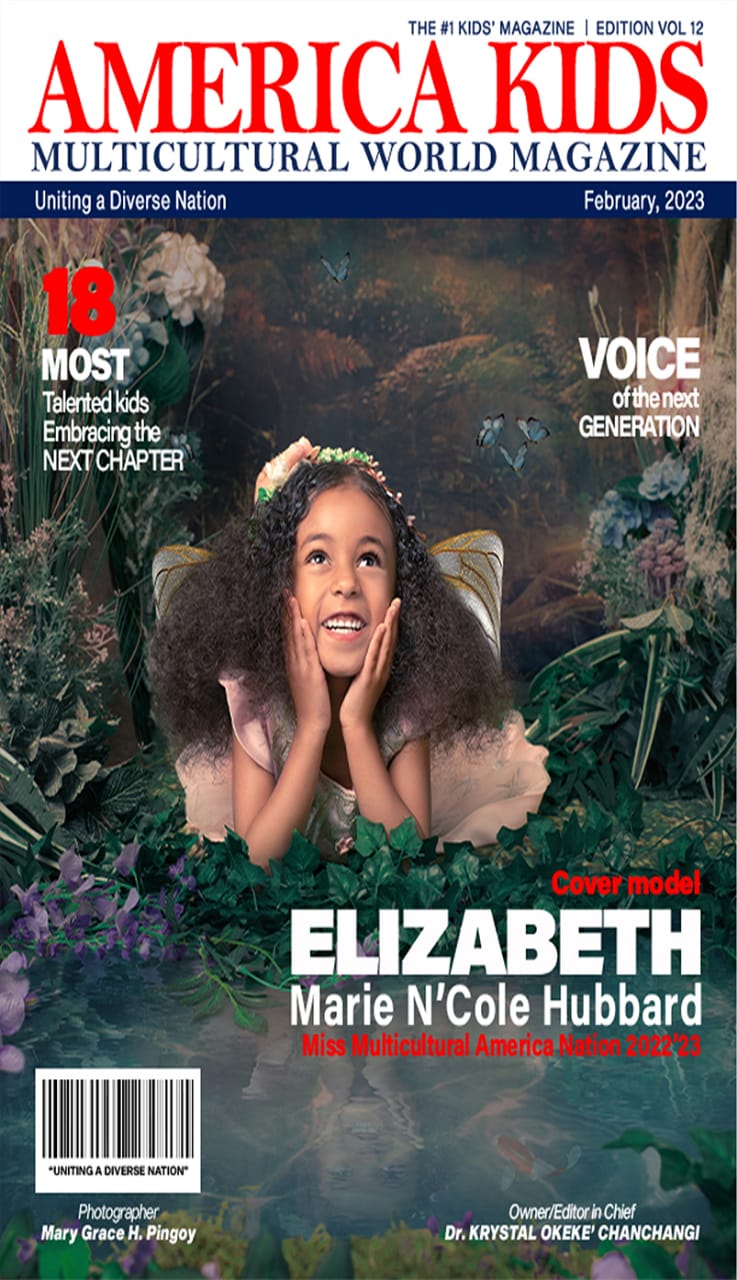 THE #1 KIDS' MAGAZINE | EDITION VOL 12
AMERICA KIDS
MULTICULTURAL WORLD MAGAZINE
Uniting a Diverse Nation
February, 2023
18
MOST
Talented kids
Embracing the
NEXT CHAPTER
VOICE
of the next
GENERATION
Cover model
ELIZABETH
Marie N'Cole Hubbard
Miss Multicultural America Nation 2022'23
"UNITING A DIVERSE NATION"
Photographer
Mary Grace H. Pingoy
Owner/Editor in Chief
Dr. KRYSTAL OKEKE' CHANCHANGI